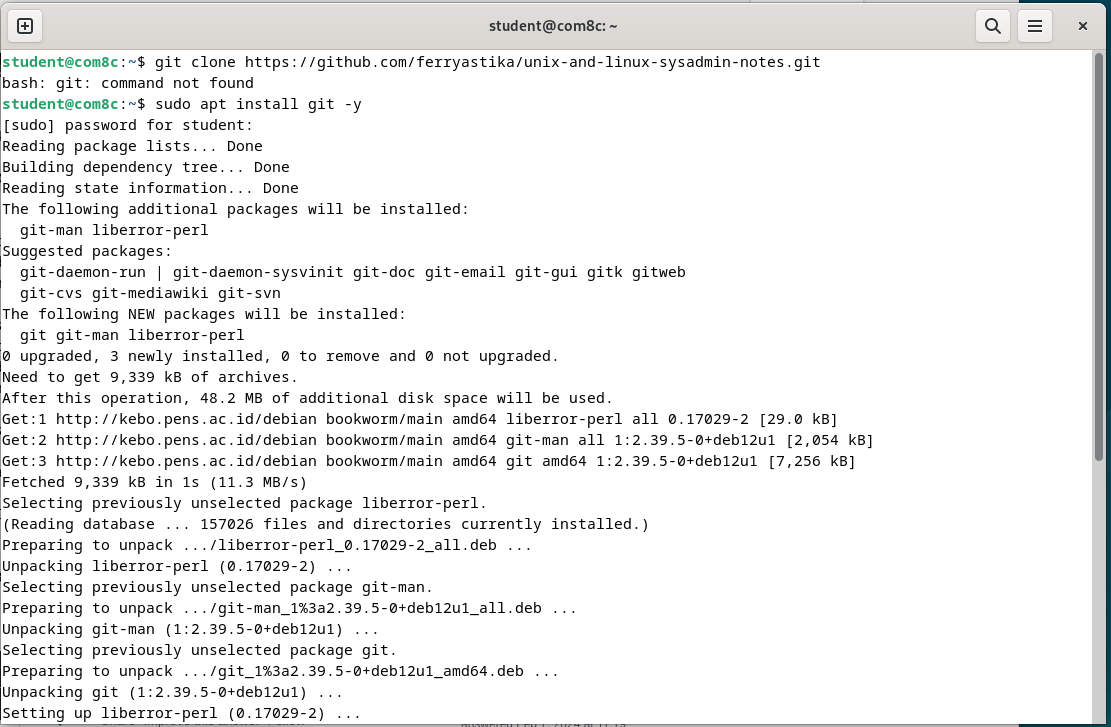 student@com8c: ~
student@com8c:~$ git clone https://github.com/ferryastika/unix-and-linux-sysadmin-notes.git
bash: git: command not found
student@com8c:~$ sudo apt install git -y
[sudo] password for student:
Reading package lists... Done
Building dependency tree... Done
Reading state information... Done
The following additional packages will be installed:
  git-man liberror-perl
Suggested packages:
  git-daemon-run | git-daemon-sysvinit git-doc git-email git-gui gitk gitweb
  git-cvs git-mediawiki git-svn
The following NEW packages will be installed:
  git git-man liberror-perl
0 upgraded, 3 newly installed, 0 to remove and 0 not upgraded.
Need to get 9,339 kB of archives.
After this operation, 48.2 MB of additional disk space will be used.
Get:1 http://kebo.pens.ac.id/debian bookworm/main amd64 liberror-perl all 0.17029-2 [29.0 kB]
Get:2 http://kebo.pens.ac.id/debian bookworm/main amd64 git-man all 1:2.39.5-0+deb12u1 [2,054 kB]
Get:3 http://kebo.pens.ac.id/debian bookworm/main amd64 git amd64 1:2.39.5-0+deb12u1 [7,256 kB]
Fetched 9,339 kB in 1s (11.3 MB/s)
Selecting previously unselected package liberror-perl.
(Reading database ... 157026 files and directories currently installed.)
Preparing to unpack .../liberror-perl_0.17029-2_all.deb ...
Unpacking liberror-perl (0.17029-2) ...
Selecting previously unselected package git-man.
Preparing to unpack .../git-man_1%3a2.39.5-0+deb12u1_all.deb ...
Unpacking git-man (1:2.39.5-0+deb12u1) ...
Selecting previously unselected package git.
Preparing to unpack .../git_1%3a2.39.5-0+deb12u1_amd64.deb ...
Unpacking git (1:2.39.5-0+deb12u1) ...
Setting up liberror-perl (0.17029-2) ...